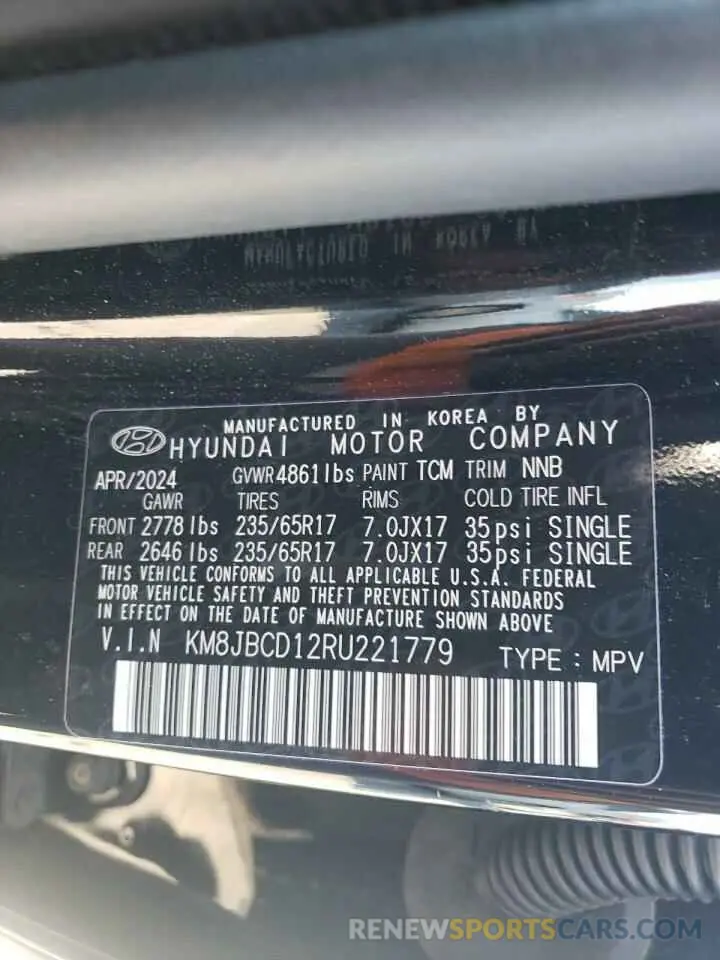 MANUFACTURED IN KOREA BY
HYUNDAI MOTOR COMPANY
APR/2024 GVWR 4861 lbs PAINT TCM TRIM NNB
GAWR TIRES RIMS COLD TIRE INFL
FRONT 2778 lbs 235/65R17 7.0JX17 35psi SINGLE
REAR 2646 lbs 235/65R17 7.0JX17 35psi SINGLE
THIS VEHICLE CONFORMS TO ALL APPLICABLE U.S.A. FEDERAL
MOTOR VEHICLE SAFETY AND THEFT PREVENTION STANDARDS
IN EFFECT ON THE DATE OF MANUFACTURE SHOWN ABOVE
V.I.N KM8JBCD12RU221779 TYPE : MPV
RENEWSPORTSCARS.COM